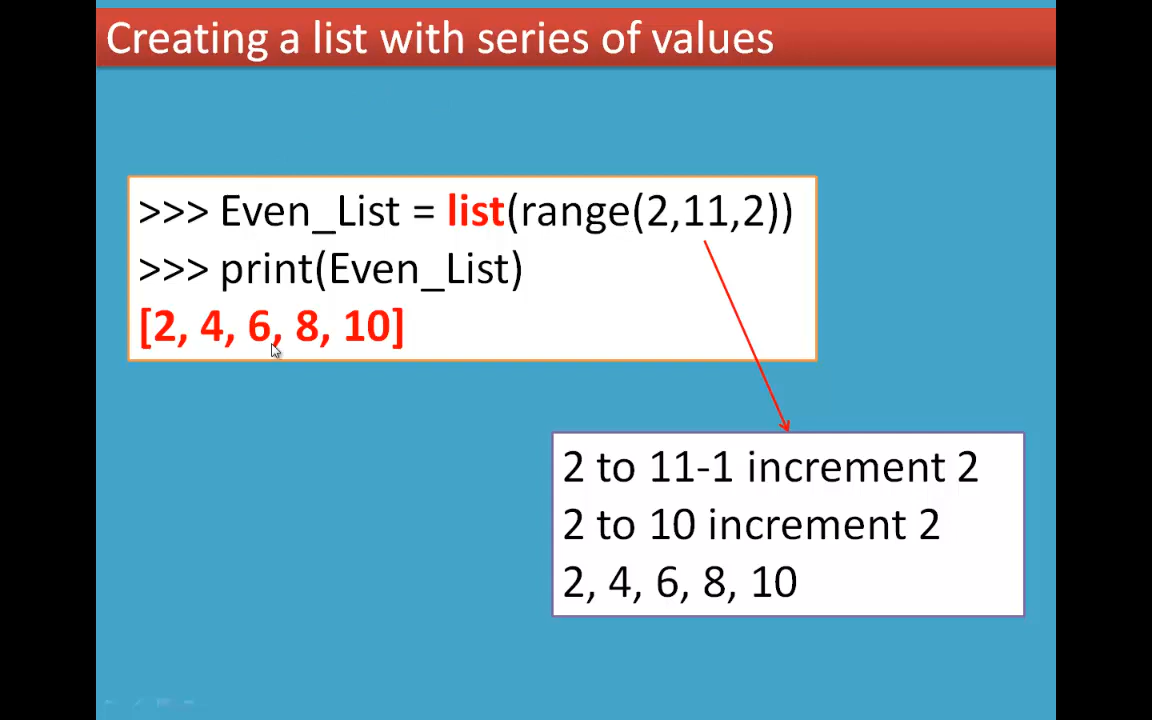 Creating a list with series of values
>>> Even_List = list(range(2,11,2))
>>> print(Even_List)
[2, 4, 6, 8, 10]
2 to 11-1 increment 2
2 to 10 increment 2
2, 4, 6, 8, 10